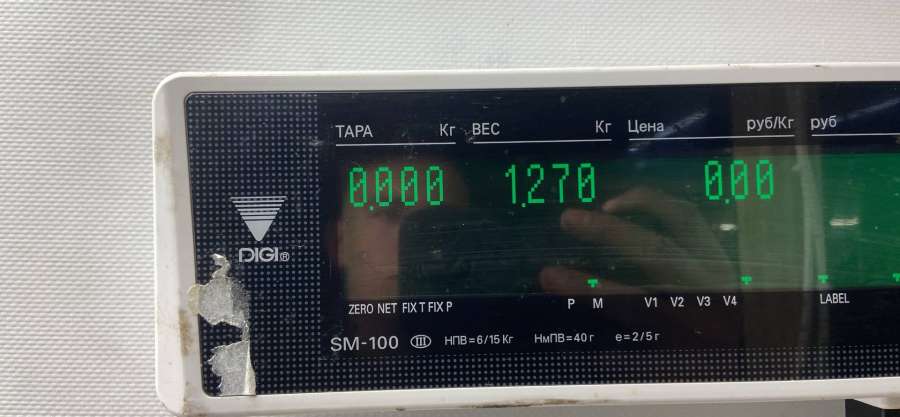 ТАРА Кг ВЕС Кг Цена руб/Кг руб
0.000 1.270 0.00
DIGI®
ZERO NET FIX T FIX P P M V1 V2 V3 V4 LABEL
SM-100 III НПВ=6/15 Кг НмПВ=40 г е=2/5 г